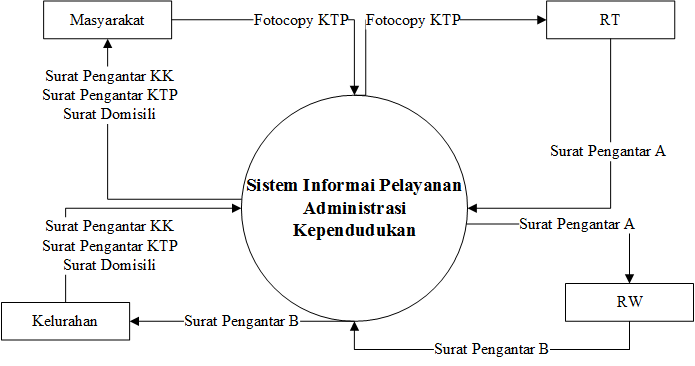 Masyarakat
Fotocopy KTP
Fotocopy KTP
RT
Surat Pengantar KK
Surat Pengantar KTP
Surat Domisili
Surat Pengantar A
Sistem Informai Pelayanan
Administrasi
Kependudukan
Surat Pengantar A
Surat Pengantar KK
Surat Pengantar KTP
Surat Domisili
RW
Kelurahan
Surat Pengantar B
Surat Pengantar B